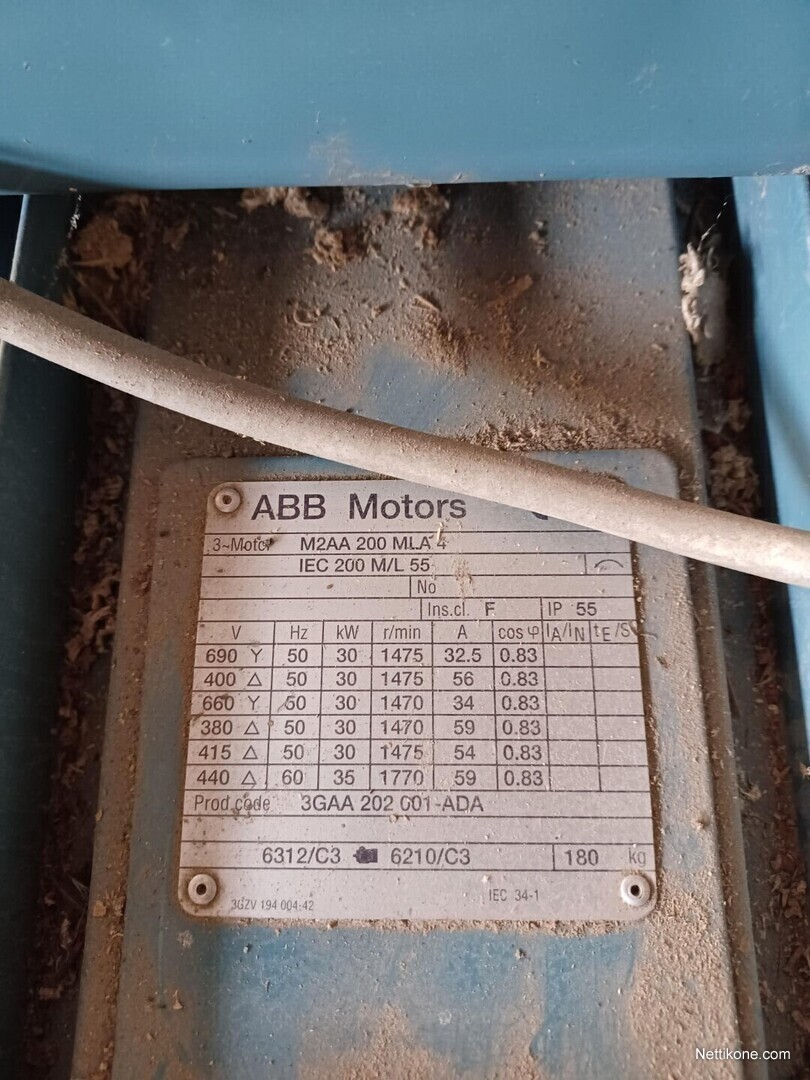 ABB Motors
3~Motor M2AA 200 MLA 4
IEC 200 M/L 55
No
Ins.cl. F IP 55
V Hz kW r/min A cos φ IA/IN tE/S
690 Y 50 30 1475 32.5 0.83
400 Δ 50 30 1475 56 0.83
660 Y 50 30 1470 34 0.83
380 Δ 50 30 1470 59 0.83
415 Δ 50 30 1475 54 0.83
440 Δ 60 35 1770 59 0.83
Prod.code 3GAA 202 001-ADA
6312/C3 6210/C3 180 kg
3GZV 194 004-42 IEC 34-1
Nettikone.com